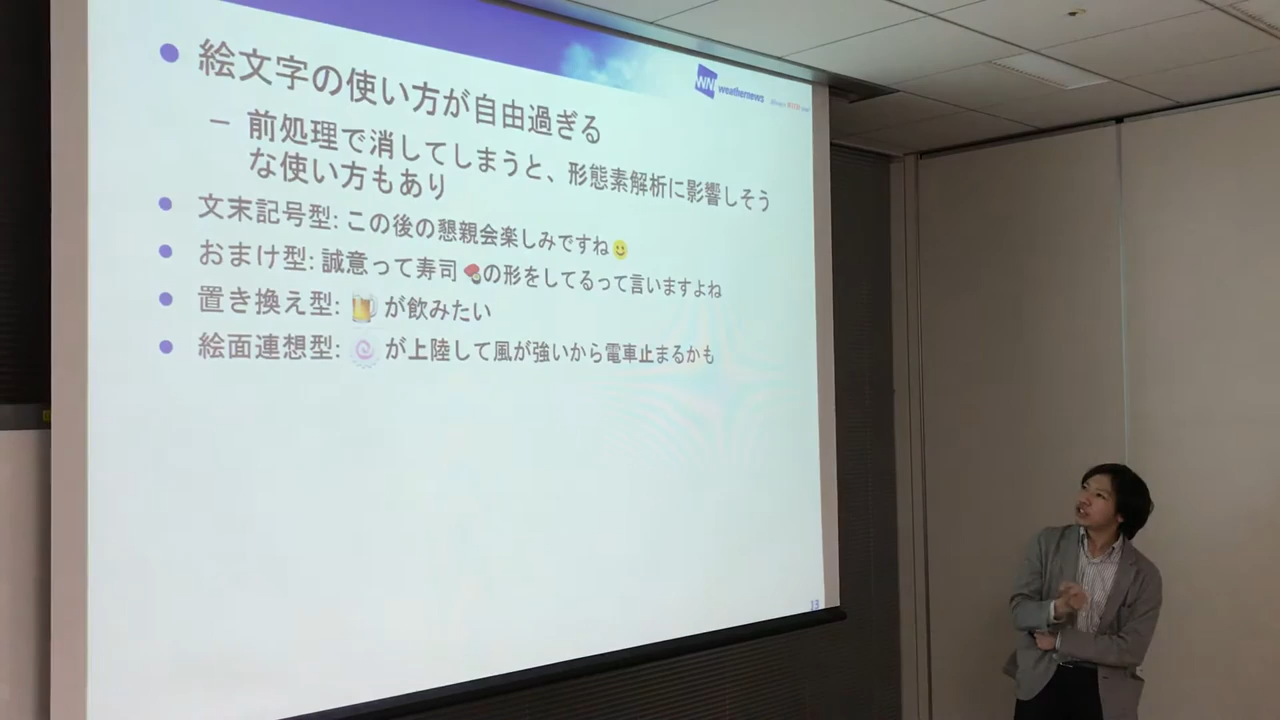 WN weathernews
絵文字の使い方が自由過ぎる
– 前処理で消してしまうと、形態素解析に影響しそう
な使い方もあり
文末記号型: この後の懇親会楽しみですね
おまけ型: 誠意って寿司🍣の形をしてるって言いますよね
置き換え型: 🍺が飲みたい
絵面連想型: 🍥が上陸して風が強いから電車止まるかも
13